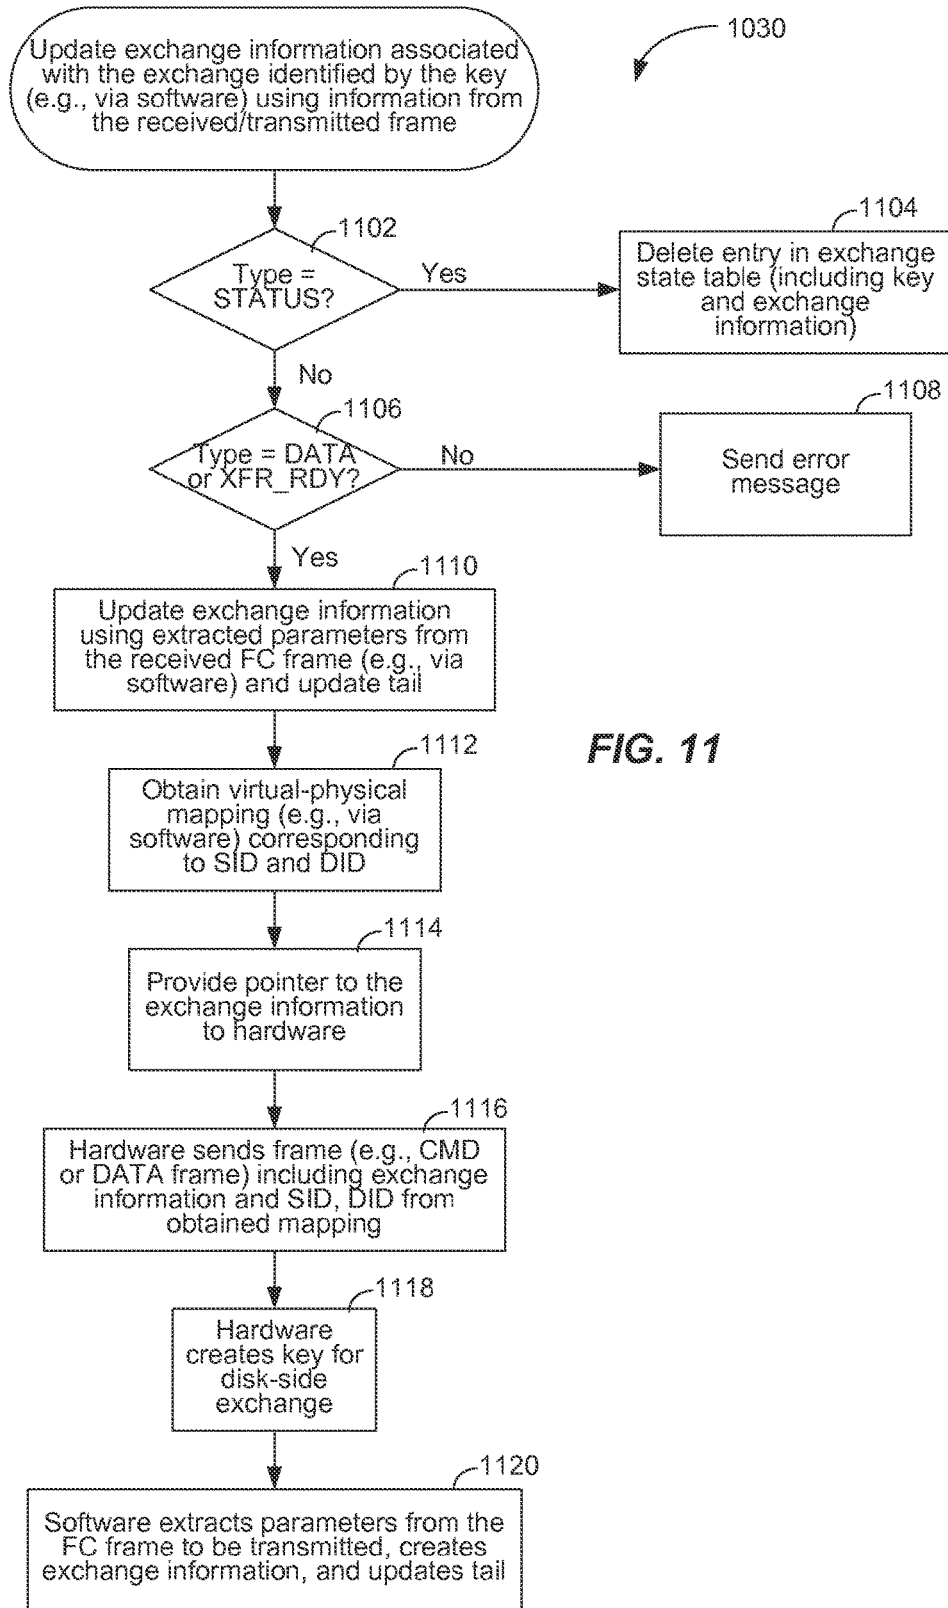 Update exchange information associated
with the exchange identified by the key
(e.g., via software) using information from
the received/transmitted frame
1030
1102
Type =
STATUS?
Yes
1104
Delete entry in exchange
state table (including key
and exchange
information)
No
1106
Type = DATA
or XFR_RDY?
No
1108
Send error
message
Yes
1110
Update exchange information
using extracted parameters from
the received FC frame (e.g., via
software) and update tail
FIG. 11
1112
Obtain virtual-physical
mapping (e.g., via
software) corresponding
to SID and DID
1114
Provide pointer to the
exchange information
to hardware
1116
Hardware sends frame (e.g., CMD
or DATA frame) including exchange
information and SID, DID from
obtained mapping
1118
Hardware
creates key for
disk-side
exchange
1120
Software extracts parameters from the
FC frame to be transmitted, creates
exchange information, and updates tail